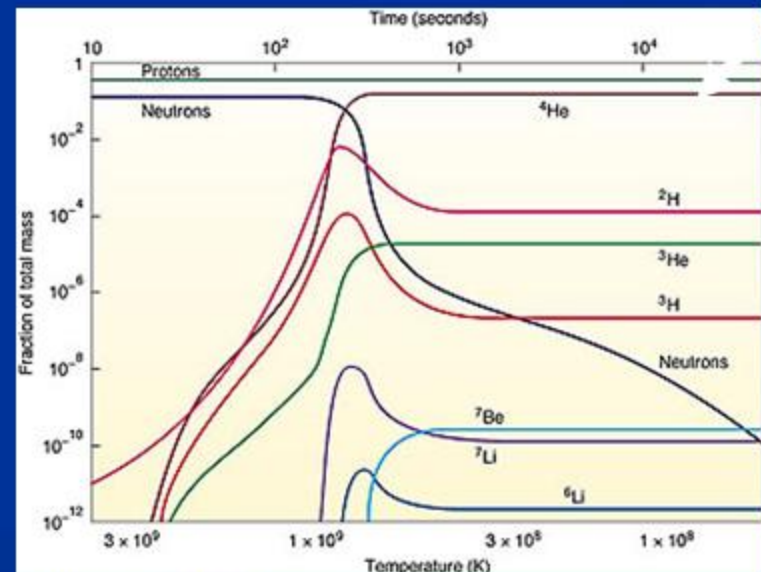 Time (seconds)
10 10² 10³ 10⁴
1
Protons
Neutrons
⁴He
10⁻²
²H
10⁻⁴
³He
10⁻⁶
³H
Neutrons
10⁻⁸
⁷Be
10⁻¹⁰
⁷Li
⁶Li
10⁻¹²
Fraction of total mass
3 × 10⁹ 1 × 10⁹ 3 × 10⁸ 1 × 10⁸
Temperature (K)